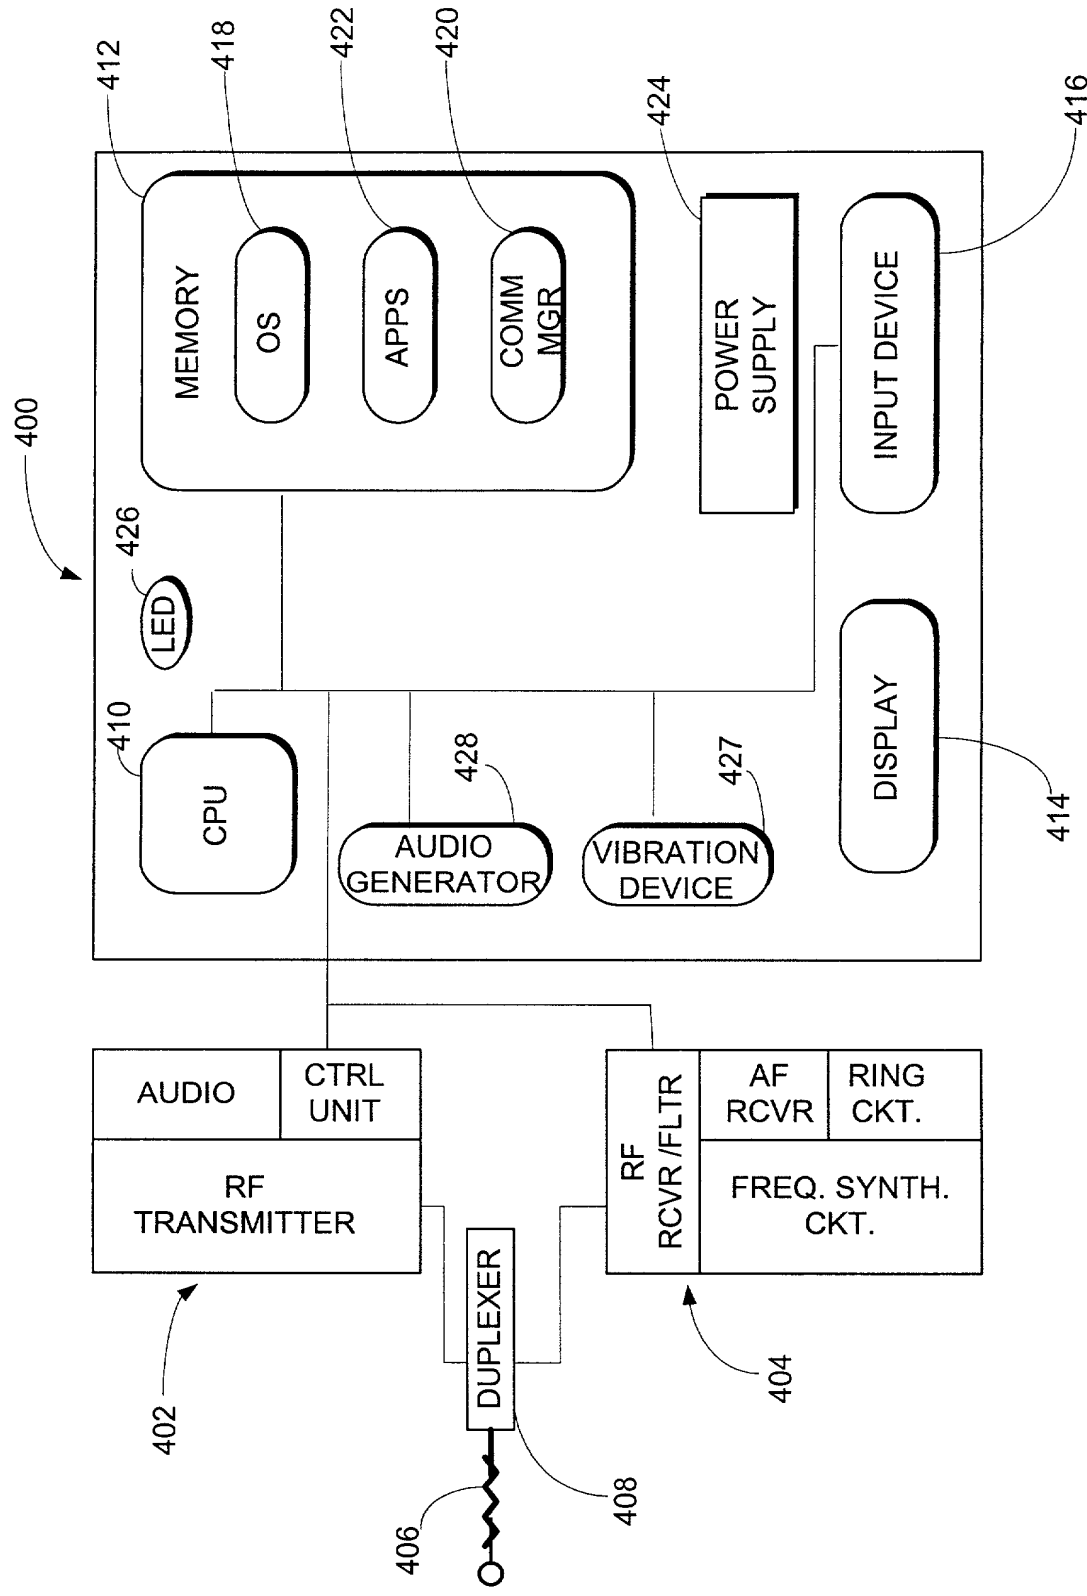 400
402
AUDIO
CTRL
UNIT
RF
TRANSMITTER
406
408
DUPLEXER
404
RF
RCVR /FLTR
AF
RCVR
RING
CKT.
FREQ. SYNTH.
CKT.
410
CPU
426
LED
412
MEMORY
418
OS
422
APPS
420
COMM
MGR
428
AUDIO
GENERATOR
427
VIBRATION
DEVICE
424
POWER
SUPPLY
414
DISPLAY
416
INPUT DEVICE